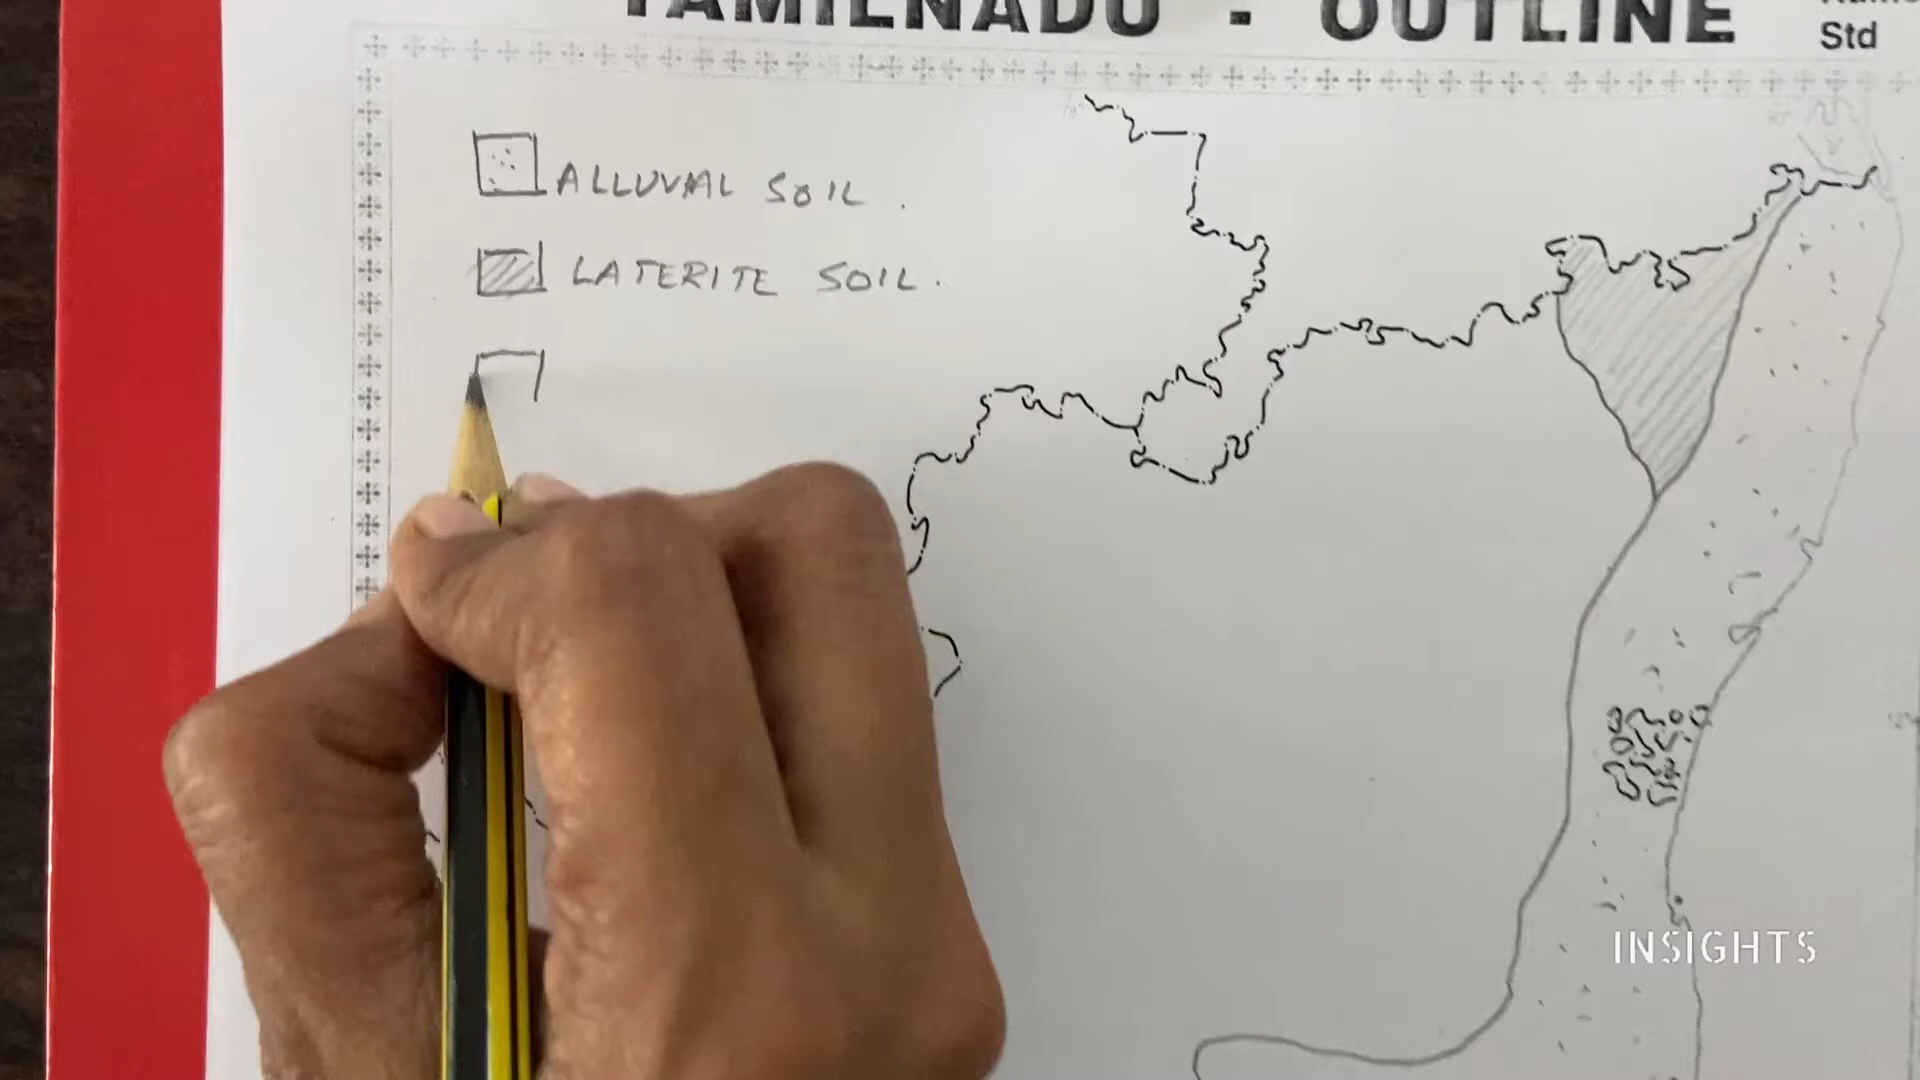 TAMILNADU - OUTLINE
Std
ALLUVAL SOIL .
LATERITE SOIL .
INSIGHTS